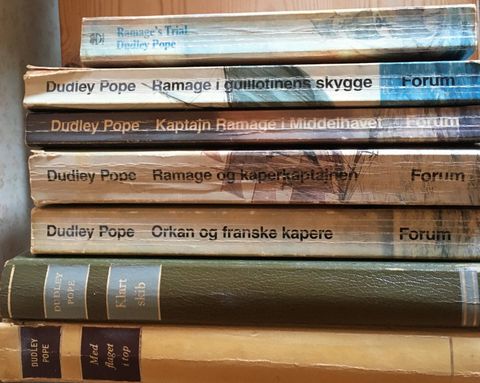 Ramage's Trial
Dudley Pope
Dudley Pope Ramage i guillotinens skygge Forum
Dudley Pope Kaptajn Ramage i Middelhavet Forum
Dudley Pope Ramage og kaperkaptajnen Forum
Dudley Pope Orkan og franske kapere Forum
DUDLEY
POPE
Klart
skib
DUDLEY
POPE
Med
flaget
i top